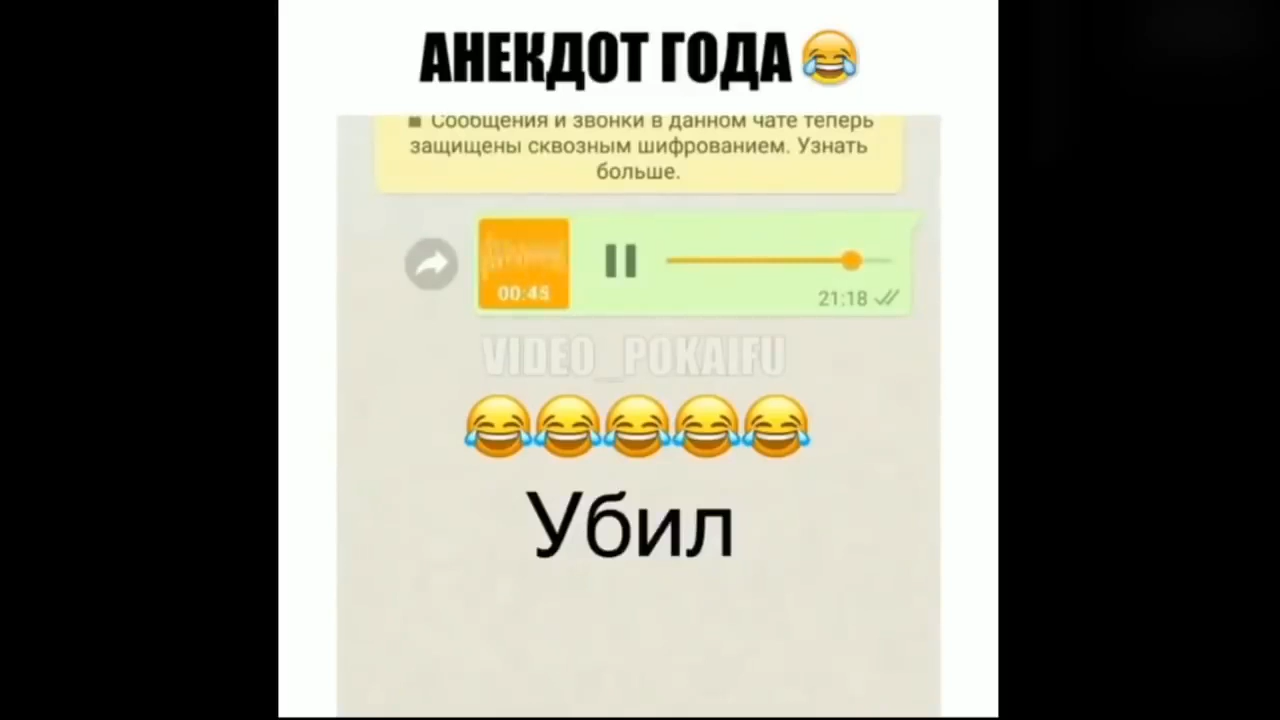 АНЕКДОТ ГОДА😂
Сообщения и звонки в данном чате теперь
защищены сквозным шифрованием. Узнать
больше.
00:45
21:18
VIDEO_POKAIFU
😂😂😂😂😂
Убил